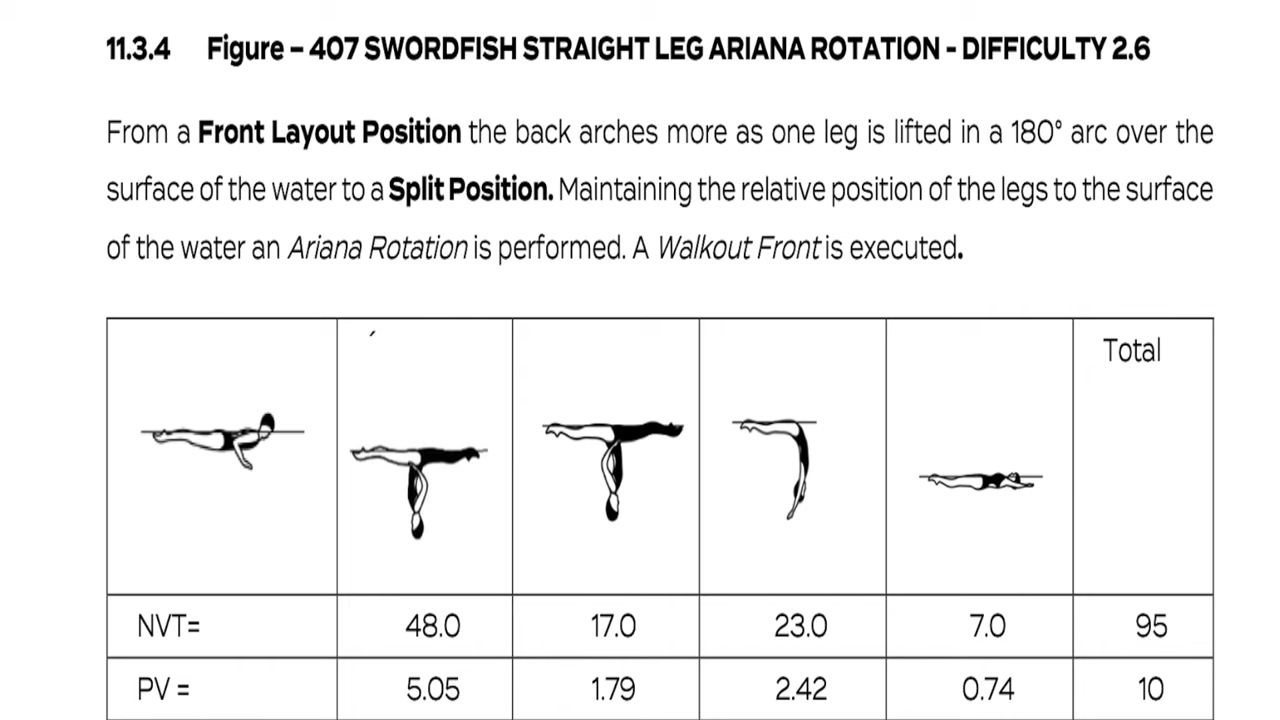 11.3.4 Figure – 407 SWORDFISH STRAIGHT LEG ARIANA ROTATION - DIFFICULTY 2.6
From a Front Layout Position the back arches more as one leg is lifted in a 180° arc over the
surface of the water to a Split Position. Maintaining the relative position of the legs to the surface
of the water an Ariana Rotation is performed. A Walkout Front is executed.
Total
NVT= 48.0 17.0 23.0 7.0 95
PV = 5.05 1.79 2.42 0.74 10